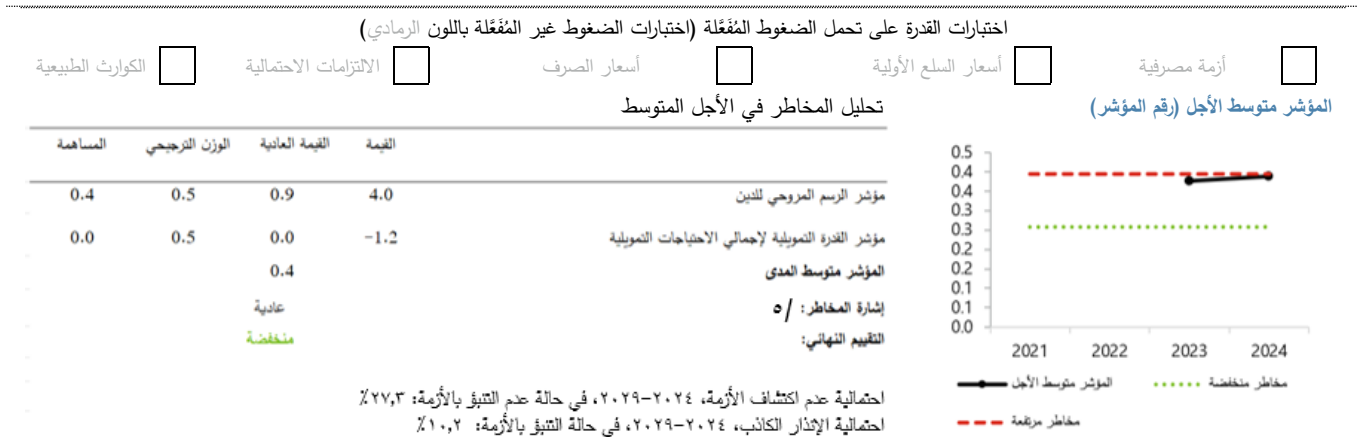 اختبارات القدرة على تحمل الضغوط المُفَعَّلة (اختبارات الضغوط غير المُفَعَّلة باللون الرمادي)
أزمة مصرفية أسعار السلع الأولية أسعار الصرف الالتزامات الاحتمالية الكوارث الطبيعية
المؤشر متوسط الأجل (رقم المؤشر)
0.5
0.4
0.4
0.3
0.3
0.2
0.2
0.1
0.1
0.0
2021 2022 2023 2024
مخاطر منخفضة المؤشر متوسط الأجل
مخاطر مرتفعة
تحليل المخاطر في الأجل المتوسط
القيمة القيمة العادية الوزن الترجيحي المساهمة
مؤشر الرسم المروحي للدين 4.0 0.9 0.5 0.4
مؤشر القدرة التمويلية لإجمالي الاحتياجات التمويلية -1.2 0.0 0.5 0.0
المؤشر متوسط المدى 0.4
إشارة المخاطر: /٥ عادية
التقييم النهائي: منخفضة
احتمالية عدم اكتشاف الأزمة، ٢٠٢٤-٢٠٢٩، في حالة عدم التنبؤ بالأزمة: ٢٧,٣٪
احتمالية الإنذار الكاذب، ٢٠٢٤-٢٠٢٩، في حالة التنبؤ بالأزمة: ١٠,٢٪